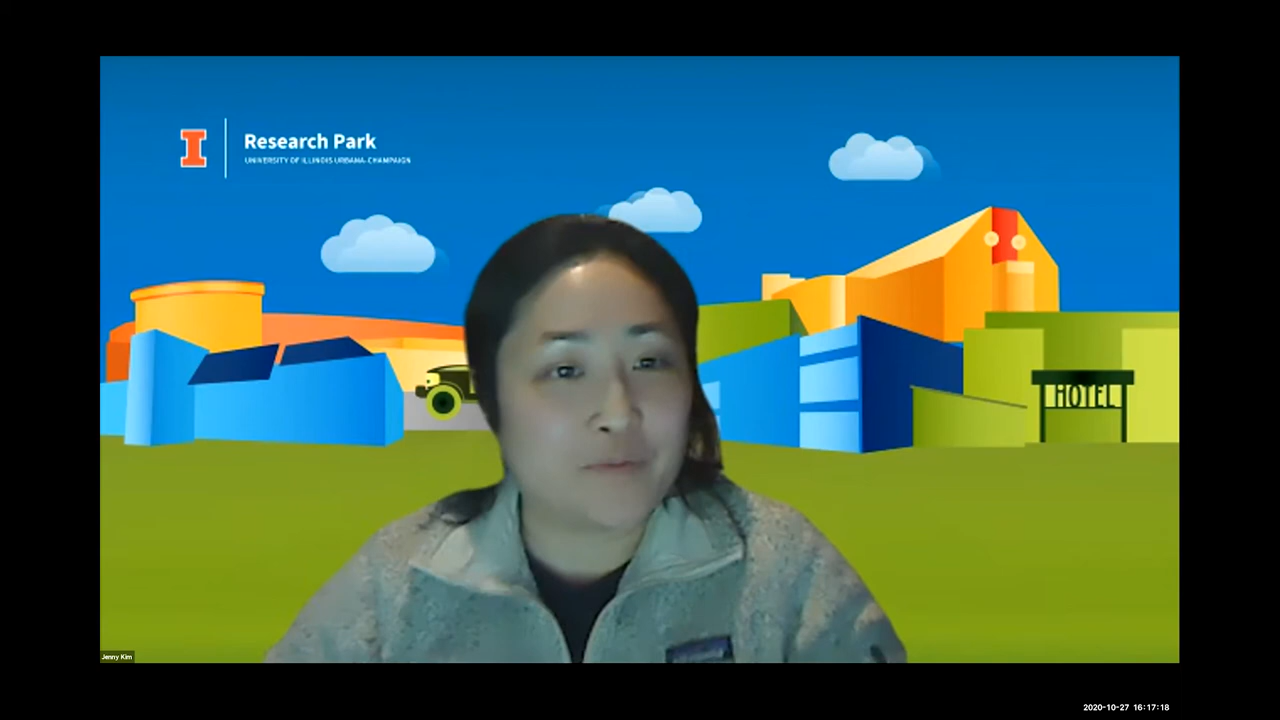 I
Research Park
UNIVERSITY OF ILLINOIS URBANA-CHAMPAIGN
HOTEL
Jenny Kim
2020-10-27 16:17:18